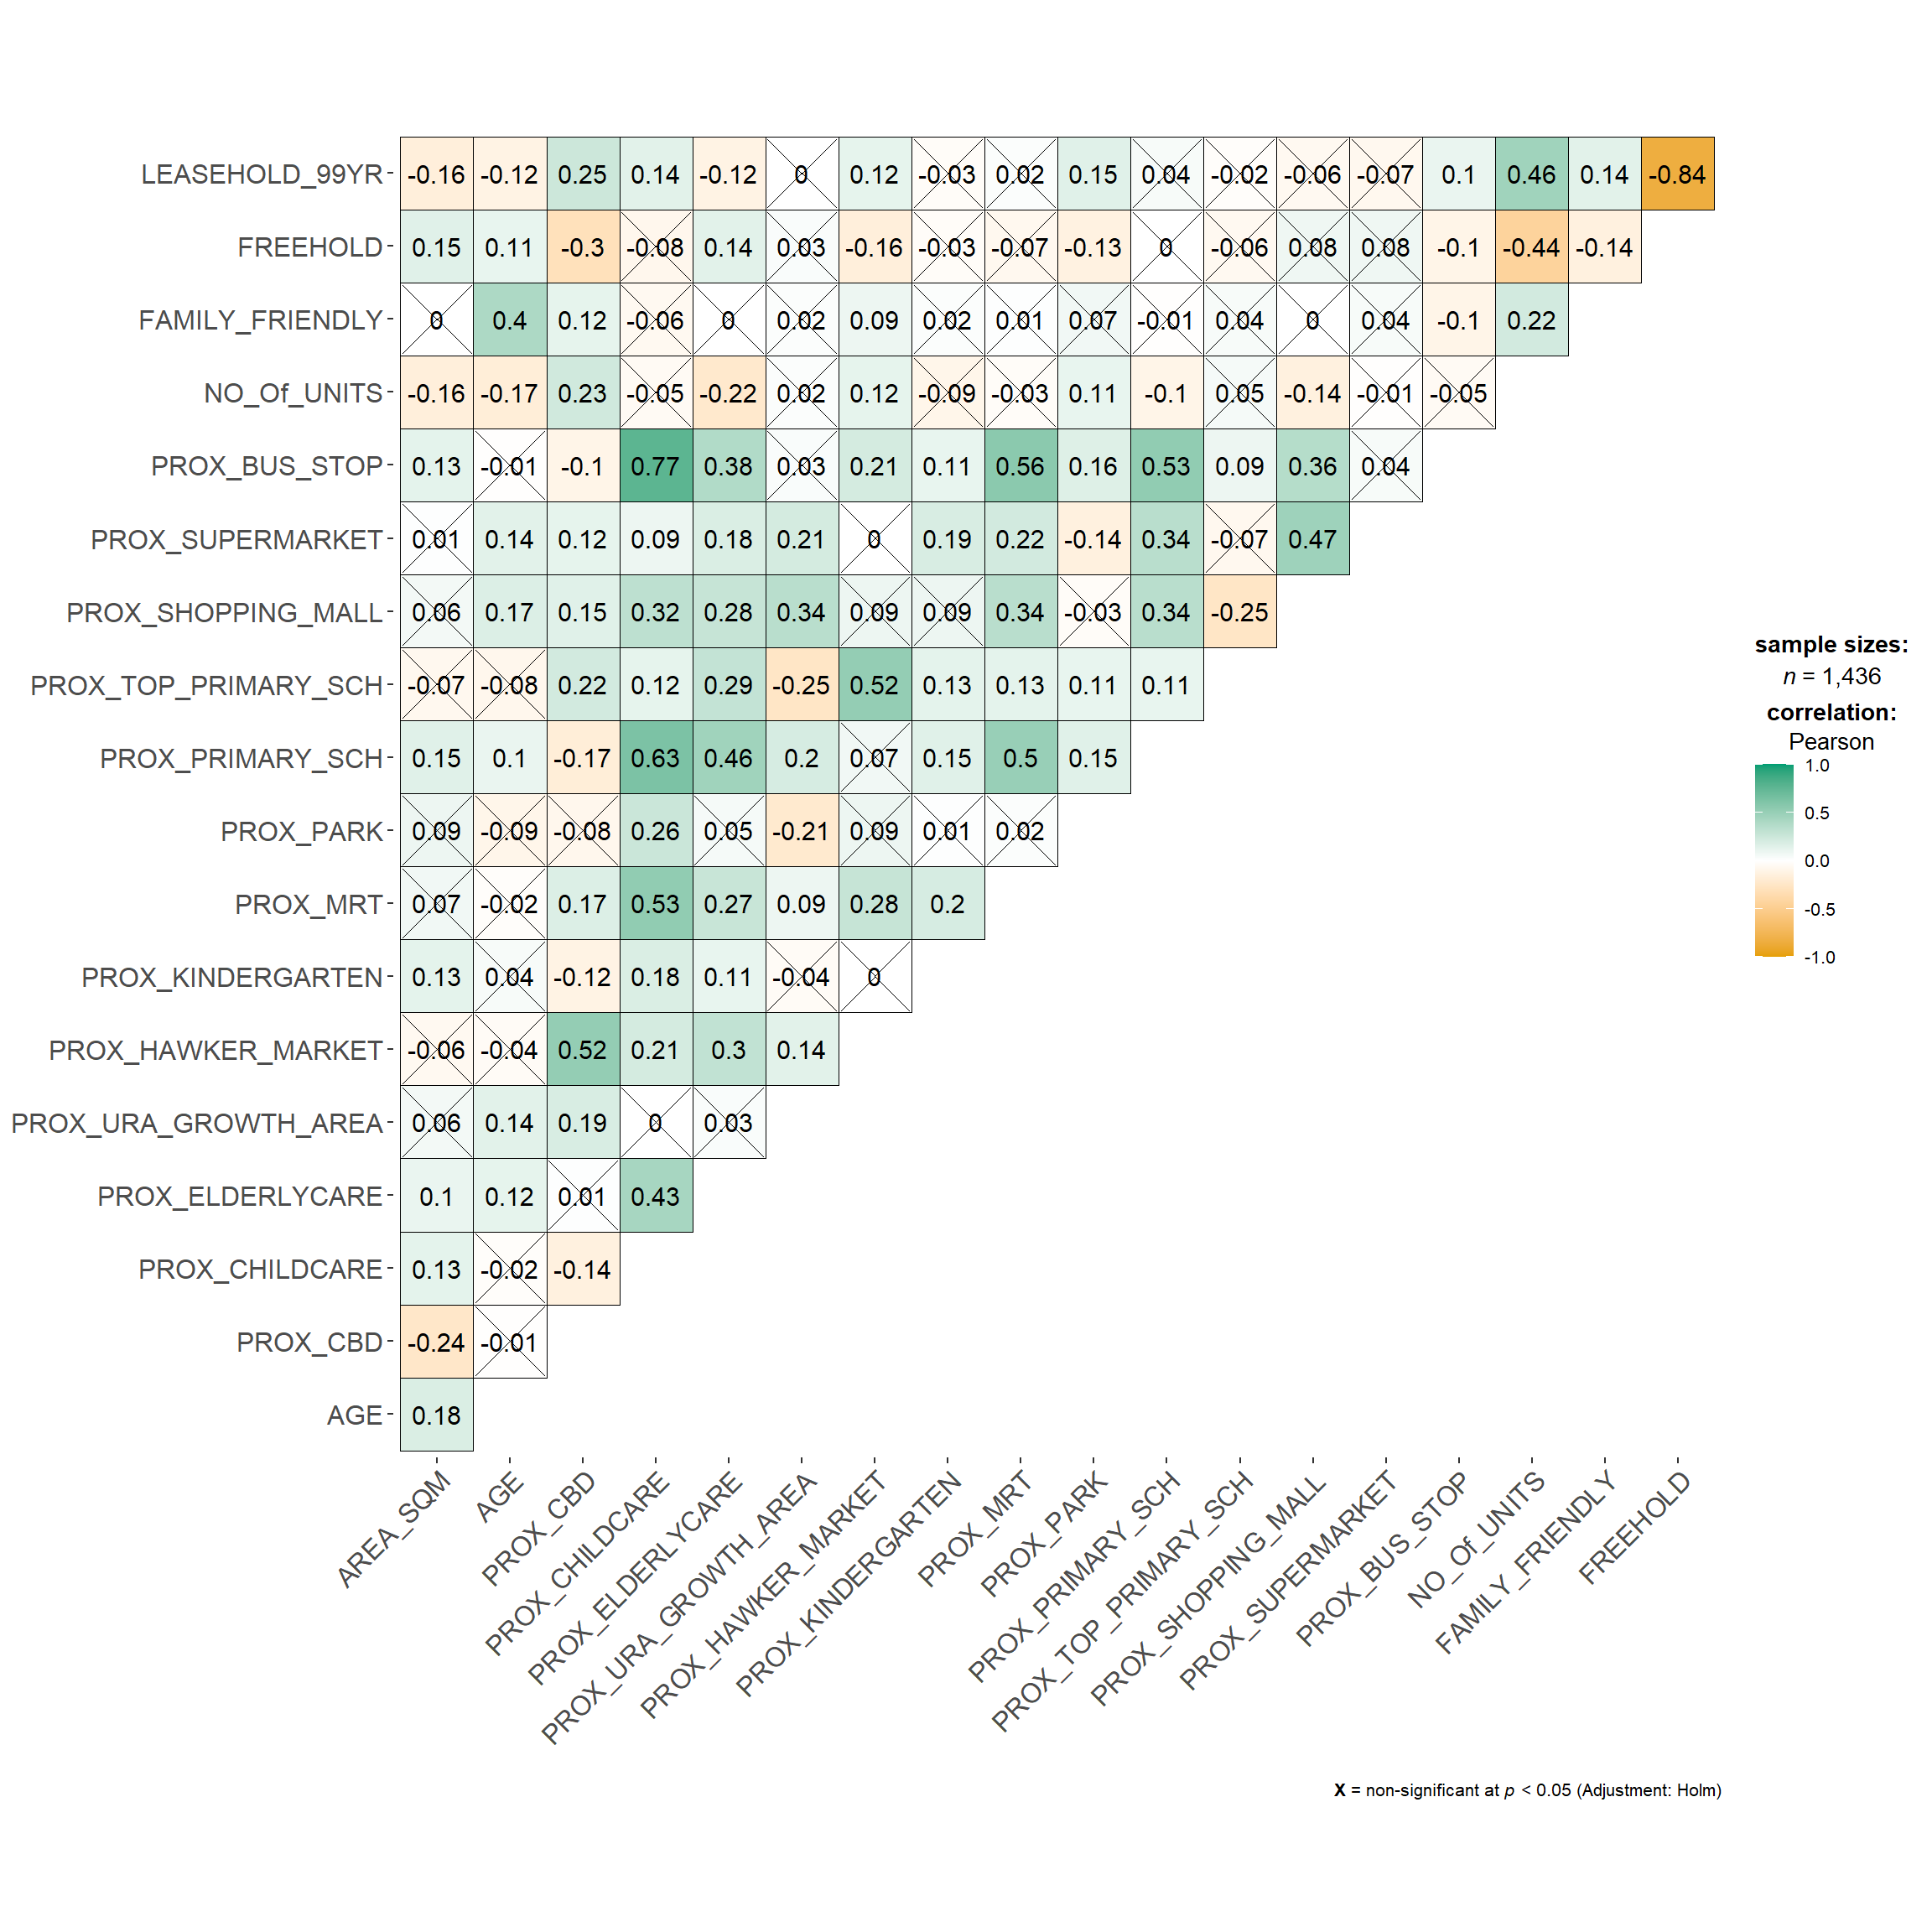 LEASEHOLD_99YR -0.16 -0.12 0.25 0.14 -0.12 0 0.12 -0.03 0.02 0.15 0.04 -0.02 -0.06 -0.07 0.1 0.46 0.14 -0.84
FREEHOLD 0.15 0.11 -0.3 -0.08 0.14 0.03 -0.16 -0.03 -0.07 -0.13 0 -0.06 0.08 0.08 -0.1 -0.44 -0.14
FAMILY_FRIENDLY 0 0.4 0.12 -0.06 0 0.02 0.09 0.02 0.01 0.07 -0.01 0.04 0 0.04 -0.1 0.22
NO_Of_UNITS -0.16 -0.17 0.23 -0.05 -0.22 0.02 0.12 -0.09 -0.03 0.11 -0.1 0.05 -0.14 -0.01 -0.05
PROX_BUS_STOP 0.13 -0.01 -0.1 0.77 0.38 0.03 0.21 0.11 0.56 0.16 0.53 0.09 0.36 0.04
PROX_SUPERMARKET 0.01 0.14 0.12 0.09 0.18 0.21 0 0.19 0.22 -0.14 0.34 -0.07 0.47
PROX_SHOPPING_MALL 0.06 0.17 0.15 0.32 0.28 0.34 0.09 0.09 0.34 -0.03 0.34 -0.25
PROX_TOP_PRIMARY_SCH -0.07 -0.08 0.22 0.12 0.29 -0.25 0.52 0.13 0.13 0.11 0.11
PROX_PRIMARY_SCH 0.15 0.1 -0.17 0.63 0.46 0.2 0.07 0.15 0.5 0.15
PROX_PARK 0.09 -0.09 -0.08 0.26 0.05 -0.21 0.09 0.01 0.02
PROX_MRT 0.07 -0.02 0.17 0.53 0.27 0.09 0.28 0.2
PROX_KINDERGARTEN 0.13 0.04 -0.12 0.18 0.11 -0.04 0
PROX_HAWKER_MARKET -0.06 -0.04 0.52 0.21 0.3 0.14
PROX_URA_GROWTH_AREA 0.06 0.14 0.19 0 0.03
PROX_ELDERLYCARE 0.1 0.12 0.01 0.43
PROX_CHILDCARE 0.13 -0.02 -0.14
PROX_CBD -0.24 -0.01
AGE 0.18
AREA_SQM
AGE
PROX_CBD
PROX_CHILDCARE
PROX_ELDERLYCARE
PROX_URA_GROWTH_AREA
PROX_HAWKER_MARKET
PROX_KINDERGARTEN
PROX_MRT
PROX_PARK
PROX_PRIMARY_SCH
PROX_TOP_PRIMARY_SCH
PROX_SHOPPING_MALL
PROX_SUPERMARKET
PROX_BUS_STOP
NO_Of_UNITS
FAMILY_FRIENDLY
FREEHOLD
sample sizes:
n = 1,436
correlation:
Pearson
1.0
0.5
0.0
-0.5
-1.0
X = non-significant at p < 0.05 (Adjustment: Holm)